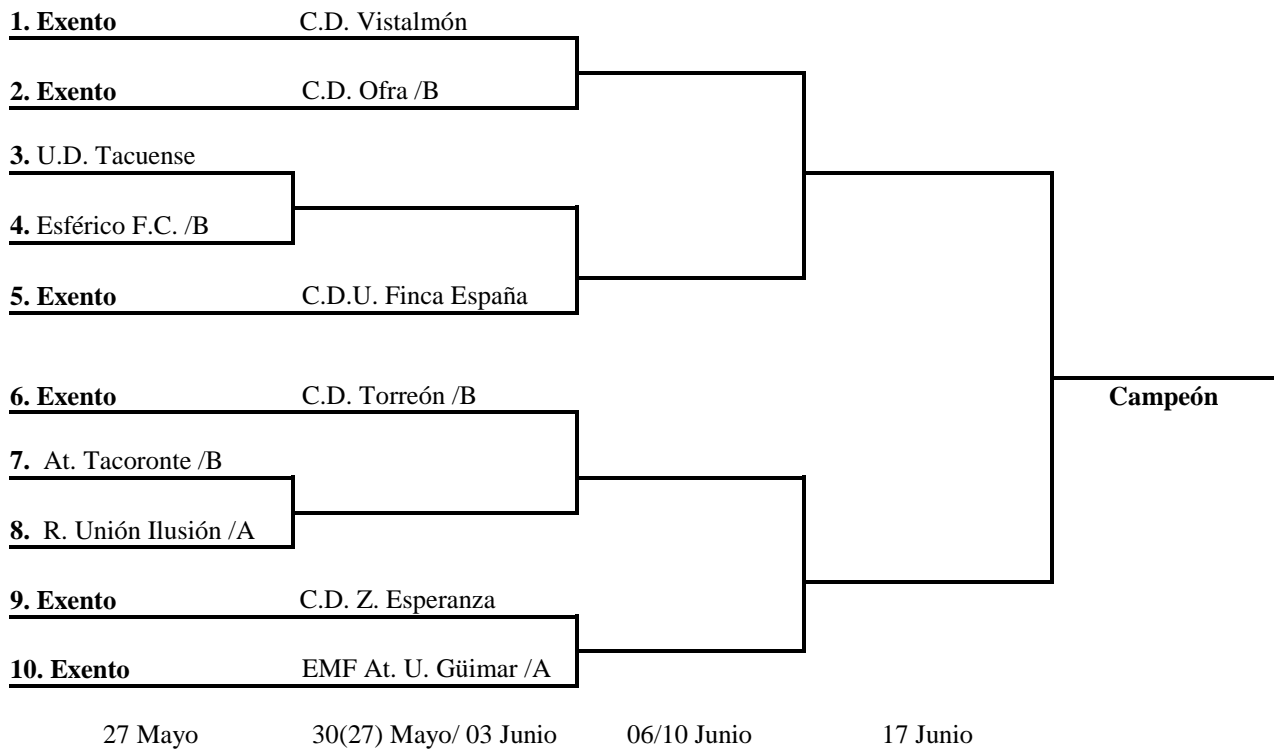 1. Exento C.D. Vistalmón
2. Exento C.D. Ofra /B
3. U.D. Tacuense
4. Esférico F.C. /B
5. Exento C.D.U. Finca España
6. Exento C.D. Torreón /B
Campeón
7. At. Tacoronte /B
8. R. Unión Ilusión /A
9. Exento C.D. Z. Esperanza
10. Exento EMF At. U. Güimar /A
27 Mayo 30(27) Mayo/ 03 Junio 06/10 Junio 17 Junio